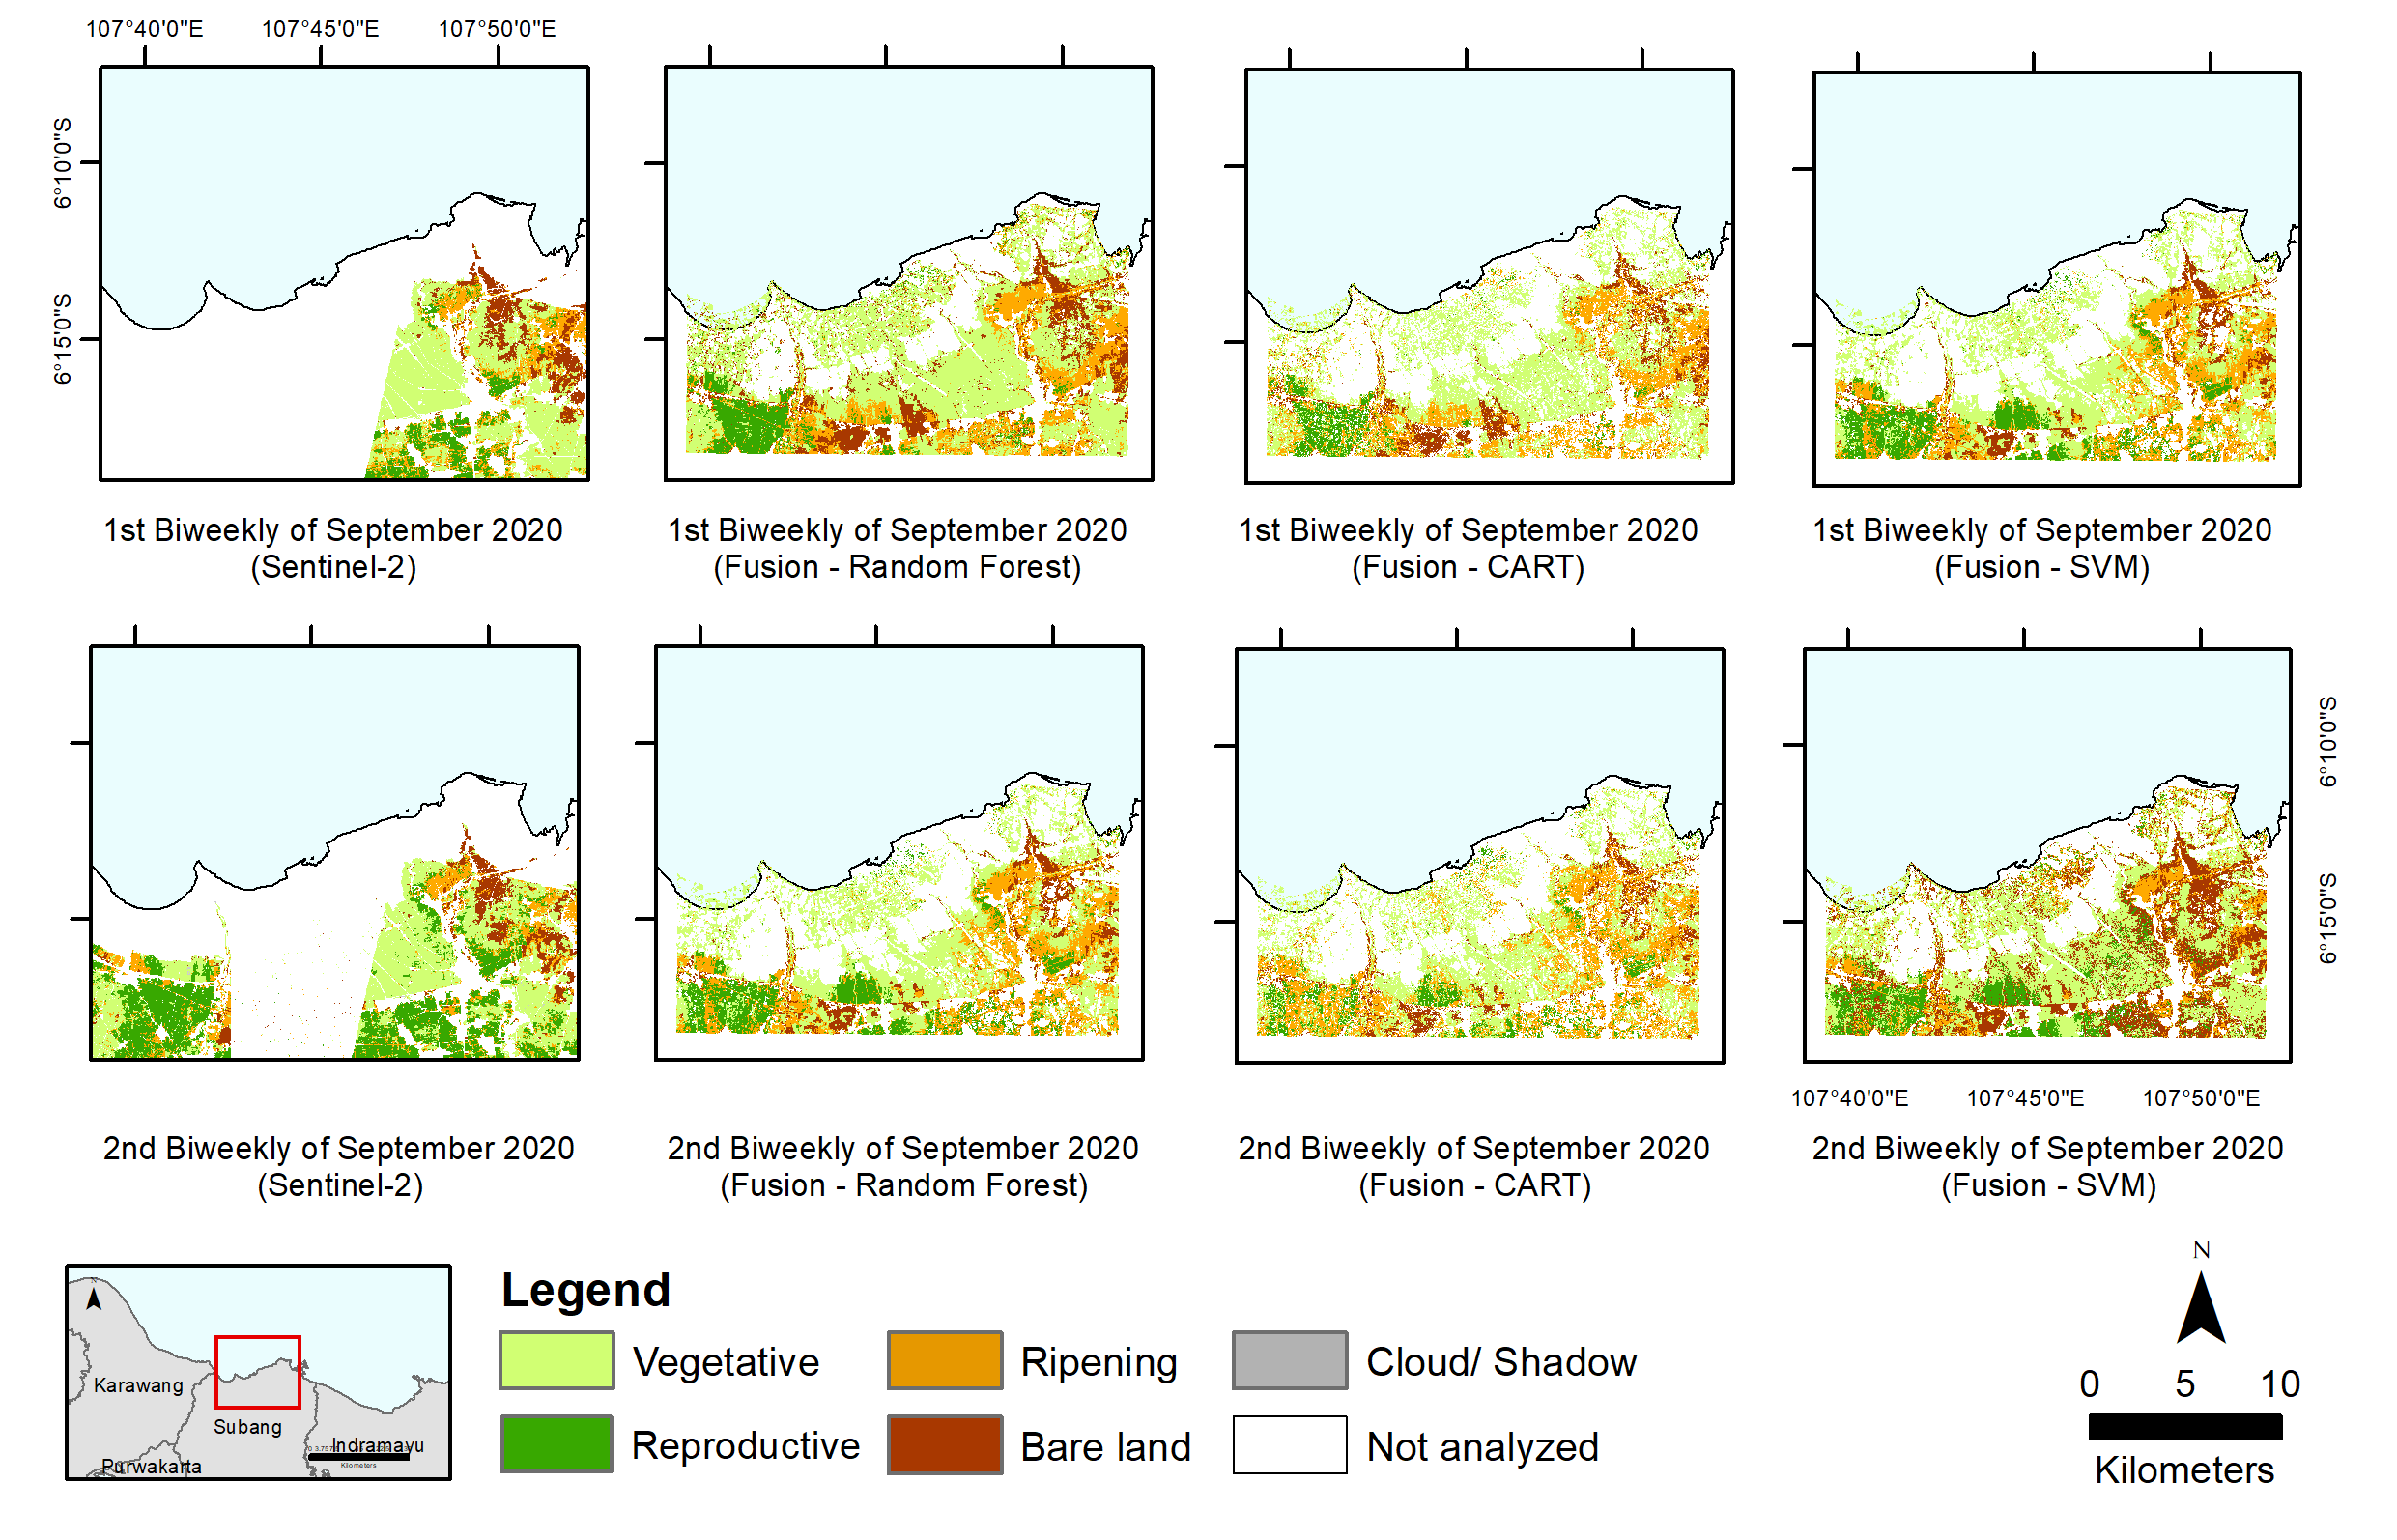 107°40'0"E 107°45'0"E 107°50'0"E
6°10'0"S
6°15'0"S
1st Biweekly of September 2020
(Sentinel-2)
1st Biweekly of September 2020
(Fusion - Random Forest)
1st Biweekly of September 2020
(Fusion - CART)
1st Biweekly of September 2020
(Fusion - SVM)
6°10'0"S
6°15'0"S
107°40'0"E 107°45'0"E 107°50'0"E
2nd Biweekly of September 2020
(Sentinel-2)
2nd Biweekly of September 2020
(Fusion - Random Forest)
2nd Biweekly of September 2020
(Fusion - CART)
2nd Biweekly of September 2020
(Fusion - SVM)
N
Karawang
Subang
Indramayu
Kilometers
Purwakarta
Legend
Vegetative
Ripening
Cloud/ Shadow
Reproductive
Bare land
Not analyzed
N
0 5 10
Kilometers